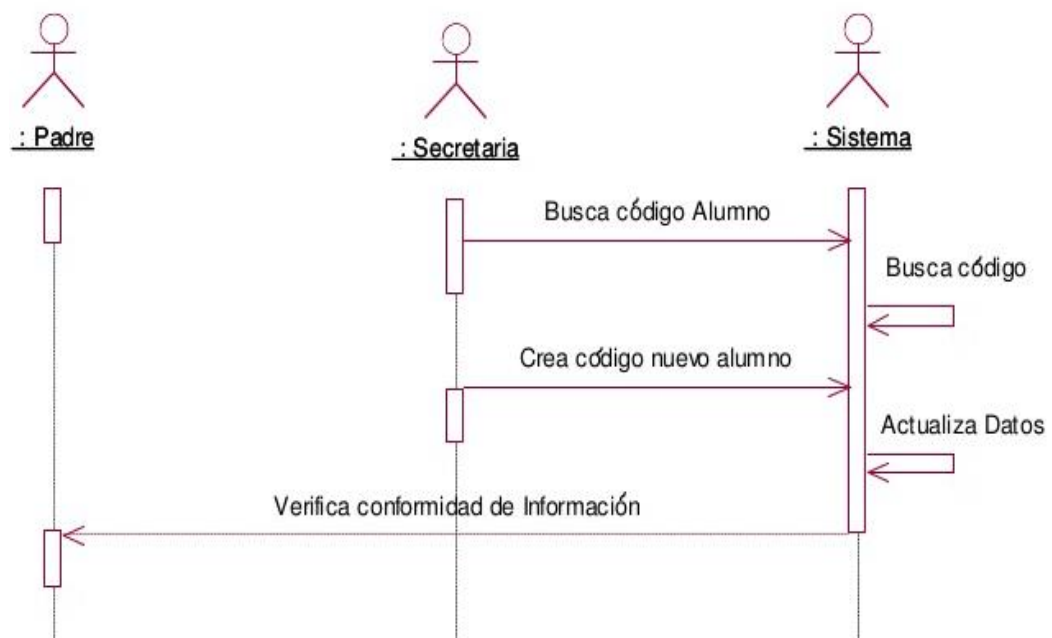 : Padre
: Secretaria
: Sistema
Busca código Alumno
Busca código
Crea código nuevo alumno
Actualiza Datos
Verifica conformidad de Información